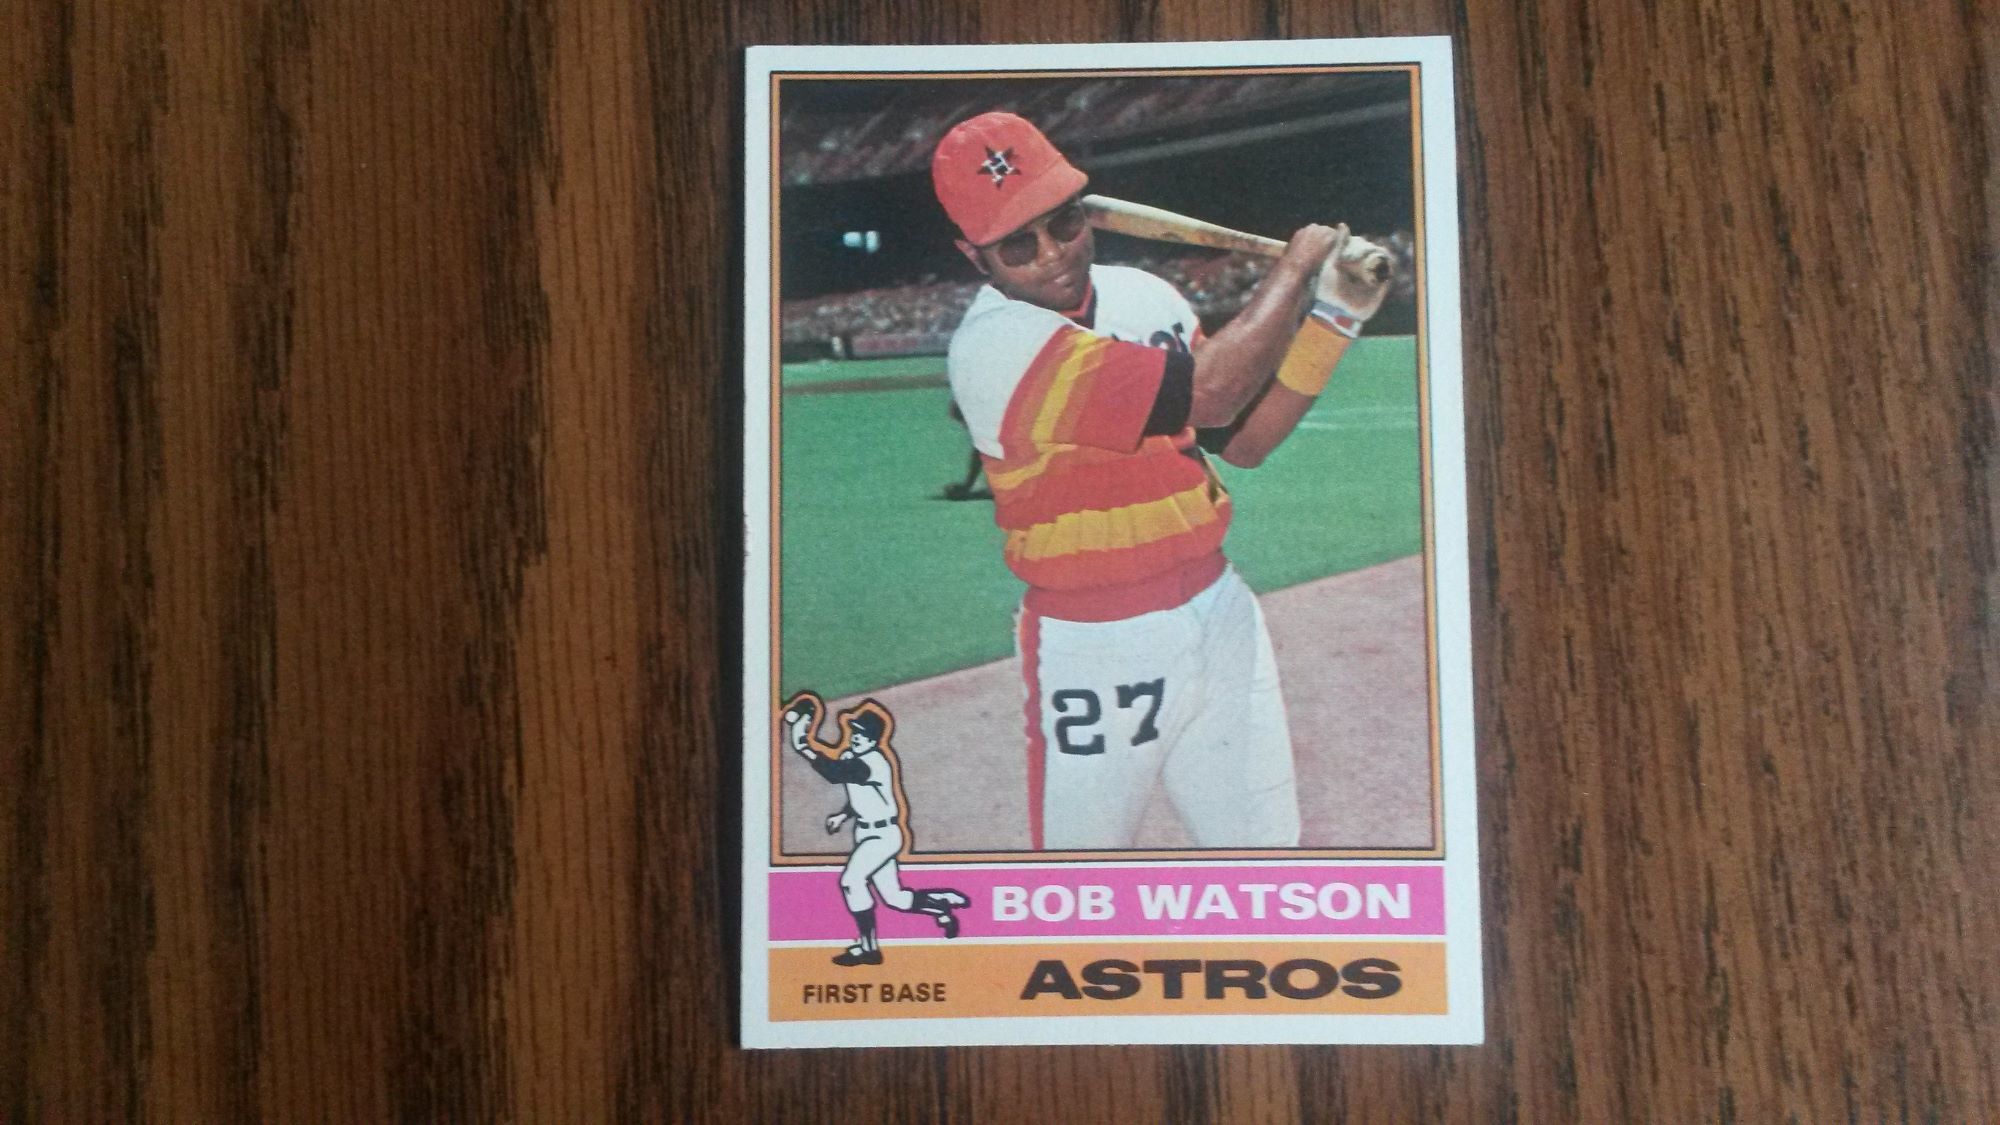 H
27
BOB WATSON
FIRST BASE ASTROS